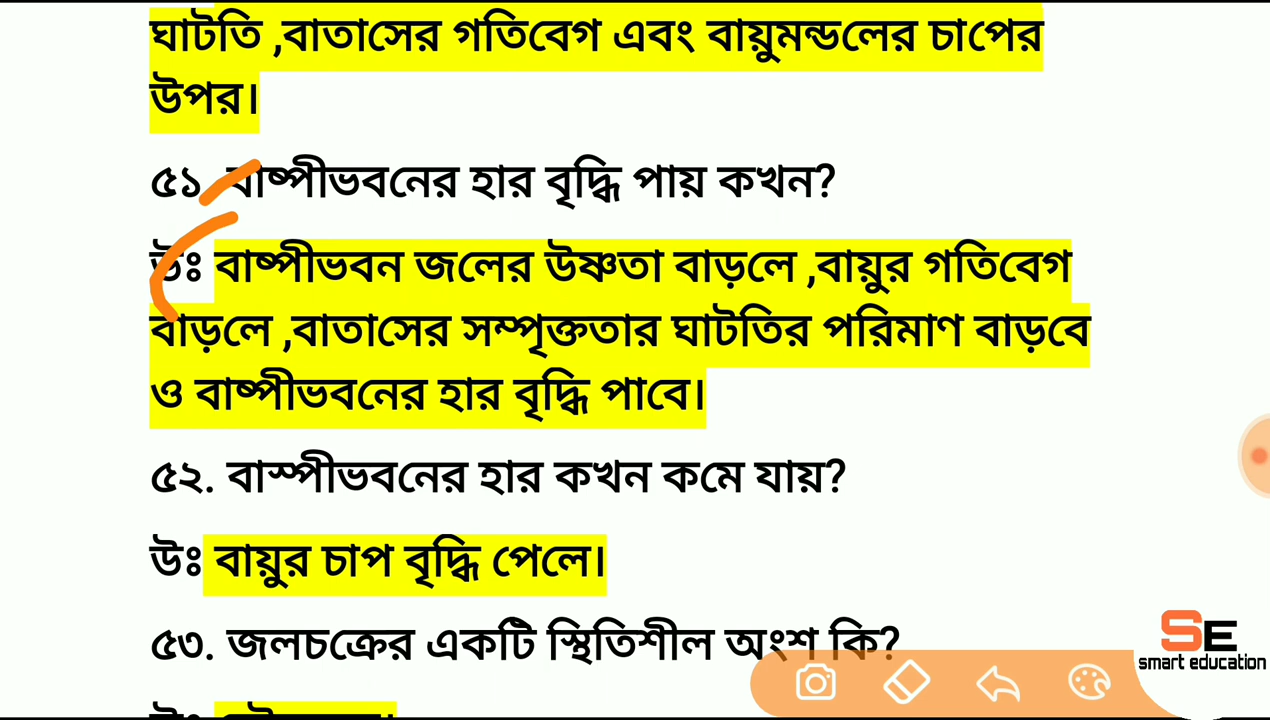 ঘাটতি ,বাতাসের গতিবেগ এবং বায়ুমন্ডলের চাপের
উপর।
৫১. বাষ্পীভবনের হার বৃদ্ধি পায় কখন?
উঃ বাষ্পীভবন জলের উষ্ণতা বাড়লে ,বায়ুর গতিবেগ
বাড়লে ,বাতাসের সম্পৃক্ততার ঘাটতির পরিমাণ বাড়বে
ও বাষ্পীভবনের হার বৃদ্ধি পাবে।
৫২. বাস্পীভবনের হার কখন কমে যায়?
উঃ বায়ুর চাপ বৃদ্ধি পেলে।
৫৩. জলচক্রের একটি স্থিতিশীল অংশ কি?
SE
smart education